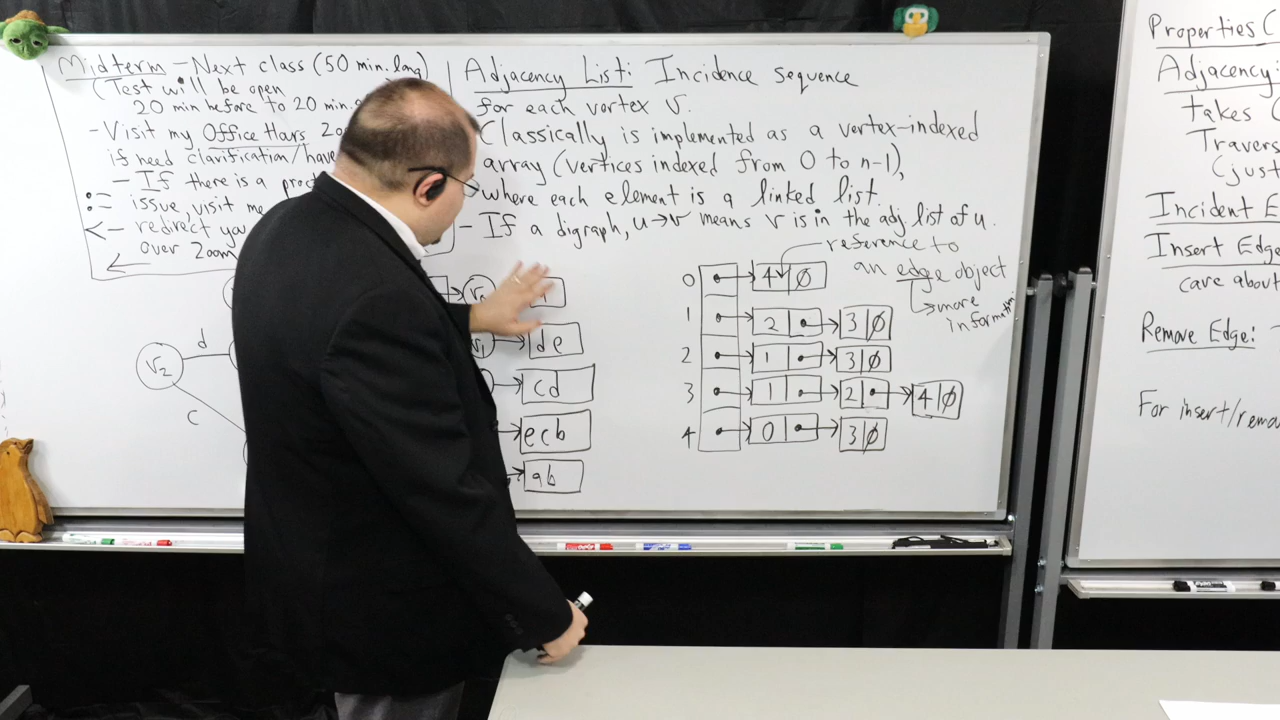 Midterm - Next class (50 min. long)
(Test will be open
20 min before to 20 min.
- Visit my Office Hours
if need clarification/have
- If there is a
issue, visit me
← redirect you
over Zoom
←
Adjacency List: Incidence sequence
for each vertex v.
Classically is implemented as a vertex-indexed
array (vertices indexed from 0 to n-1),
where each element is a linked list.
- If a digraph, u→v means v is in the adj. list of u.
reference to
an edge object
→ more
information
v2
d
c
v1
de
cd
ecb
ab
0 4 ∅
1 2 3 ∅
2 1 3 ∅
3 1 2 4 ∅
4 0 3 ∅
Properties (
Adjacency:
takes
Travers
(just
Incident E
Insert Edge
care about
Remove Edge: -
For insert/remov
EXPO